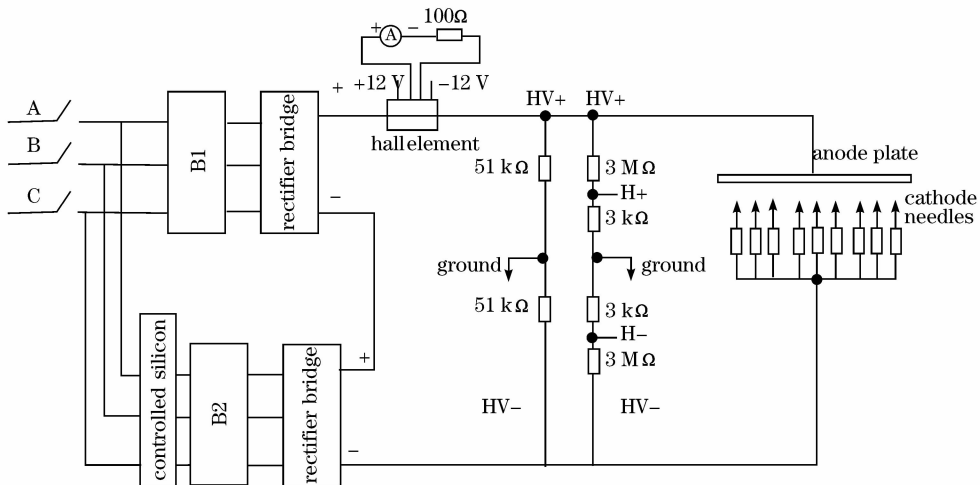 + A − 100Ω
+12 V −12 V
+
hall element
A
B
C
B1
rectifier bridge
−
HV+ HV+
51 kΩ
3 MΩ
H+
3 kΩ
ground
ground
51 kΩ
3 kΩ
H−
3 MΩ
HV−
HV−
anode plate
cathode
needles
controlled silicon
B2
rectifier bridge
+
−